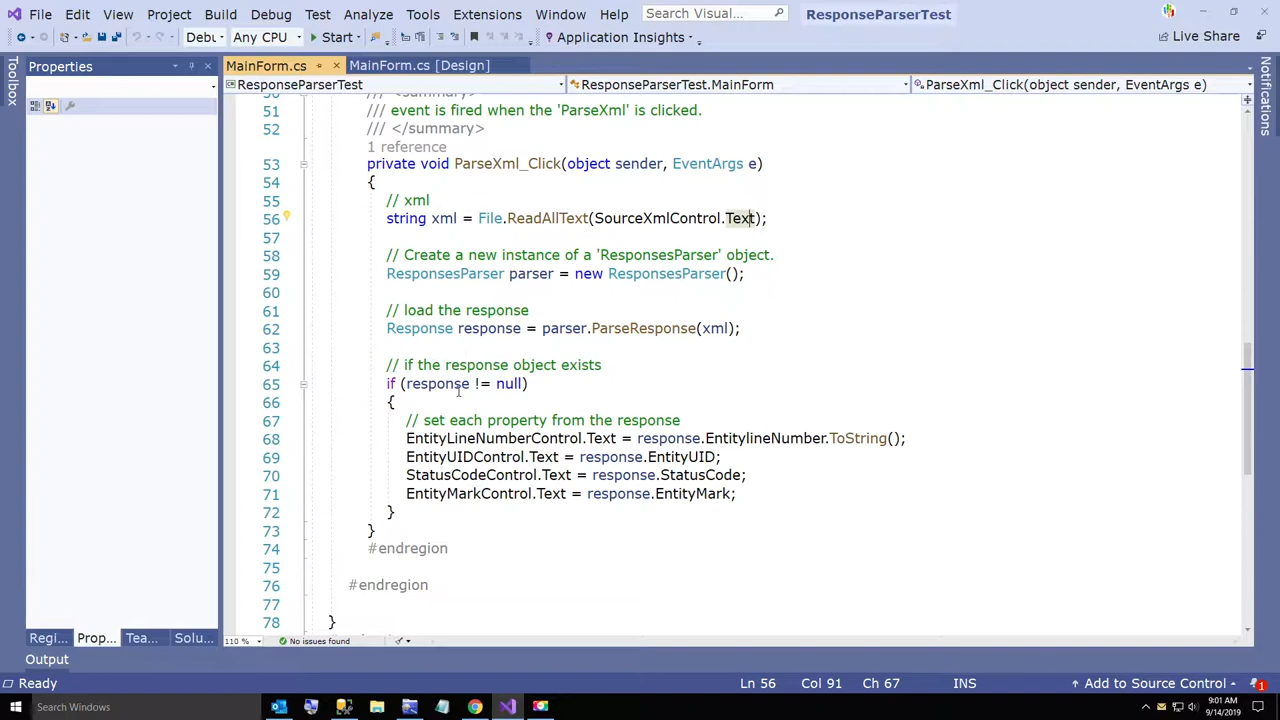 File Edit View Project Build Debug Test Analyze Tools Extensions Window Help Search Visual... ResponseParserTest
Debu Any CPU Start Application Insights Live Share
Toolbox
Properties
MainForm.cs MainForm.cs [Design]
ResponseParserTest ResponseParserTest.MainForm ParseXml_Click(object sender, EventArgs e)
Notifications
51 /// event is fired when the 'ParseXml' is clicked.
52 /// </summary>
1 reference
53 private void ParseXml_Click(object sender, EventArgs e)
54 {
55 // xml
56 string xml = File.ReadAllText(SourceXmlControl.Text);
57
58 // Create a new instance of a 'ResponsesParser' object.
59 ResponsesParser parser = new ResponsesParser();
60
61 // load the response
62 Response response = parser.ParseResponse(xml);
63
64 // if the response object exists
65 if (response != null)
66 {
67 // set each property from the response
68 EntityLineNumberControl.Text = response.EntitylineNumber.ToString();
69 EntityUIDControl.Text = response.EntityUID;
70 StatusCodeControl.Text = response.StatusCode;
71 EntityMarkControl.Text = response.EntityMark;
72 }
73 }
74 #endregion
75
76 #endregion
77
78 }
Regi... Prop... Tea... Solu... 110 % No issues found
Output
Ready Ln 56 Col 91 Ch 67 INS Add to Source Control 1
Search Windows 9:01 AM
9/14/2019